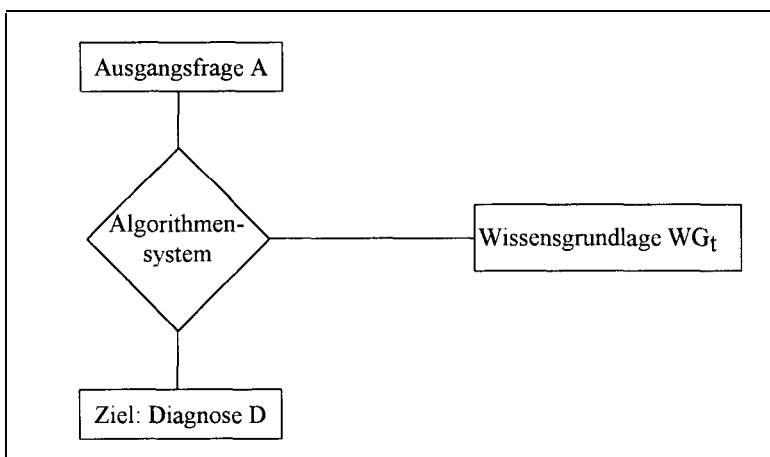 Ausgangsfrage A
Algorithmen-
system
Wissensgrundlage WGt
Ziel: Diagnose D